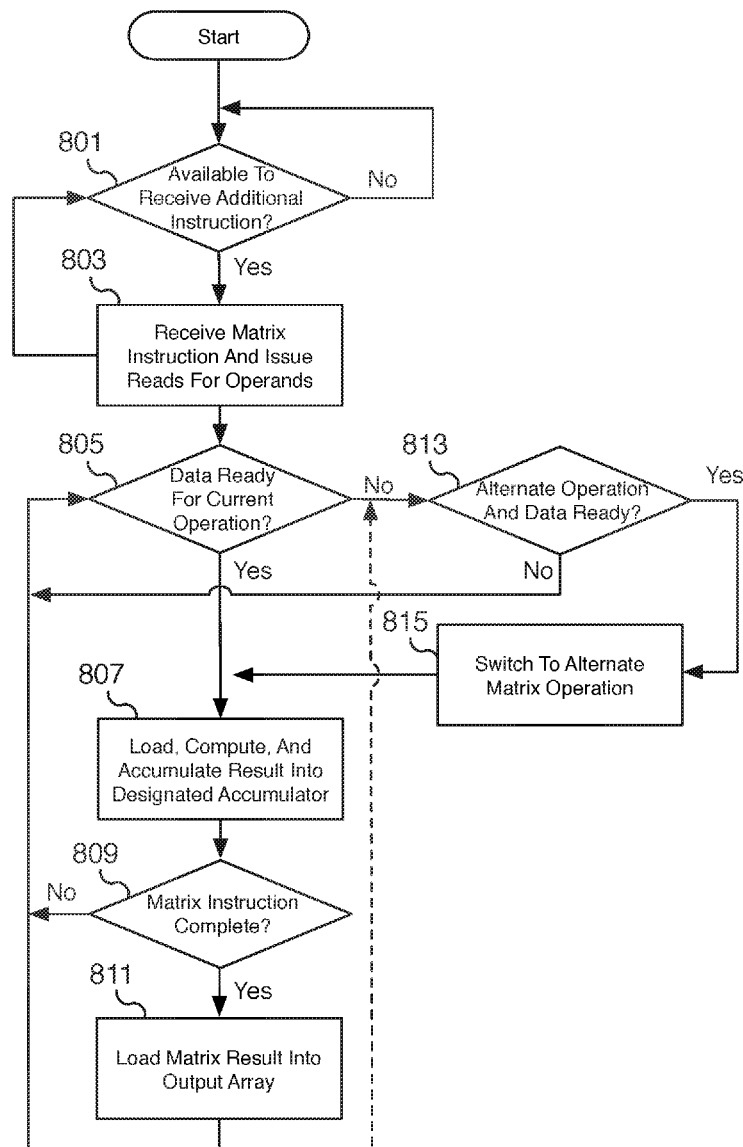 Start
801
Available To
Receive Additional
Instruction?
No
Yes
803
Receive Matrix
Instruction And Issue
Reads For Operands
805
Data Ready
For Current
Operation?
No
813
Alternate Operation
And Data Ready?
Yes
Yes
No
815
Switch To Alternate
Matrix Operation
807
Load, Compute, And
Accumulate Result Into
Designated Accumulator
809
No
Matrix Instruction
Complete?
Yes
811
Load Matrix Result Into
Output Array